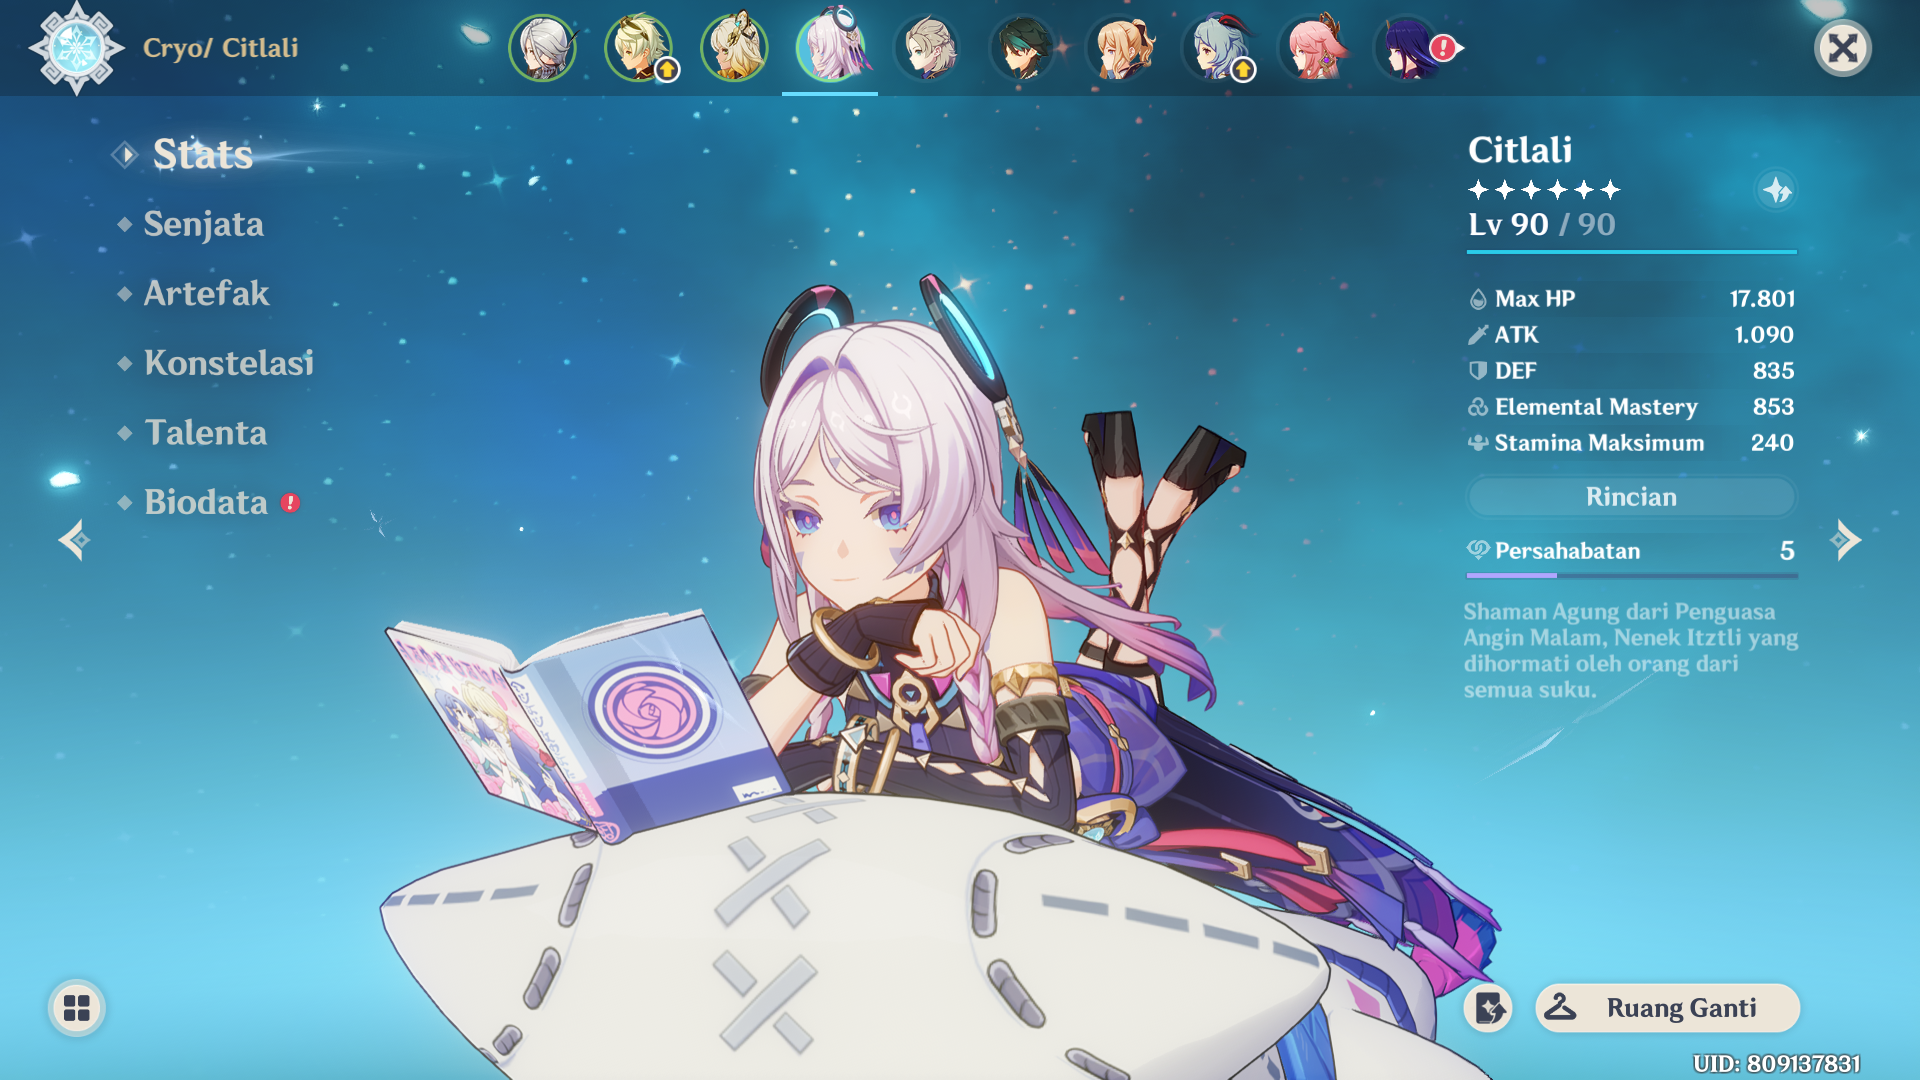 Cryo/ Citlali
Stats
Senjata
Artefak
Konstelasi
Talenta
Biodata
Citlali
Lv 90 / 90
Max HP 17.801
ATK 1.090
DEF 835
Elemental Mastery 853
Stamina Maksimum 240
Rincian
Persahabatan 5
Shaman Agung dari Penguasa
Angin Malam, Nenek Itztli yang
dihormati oleh orang dari
semua suku.
Ruang Ganti
UID: 809137831